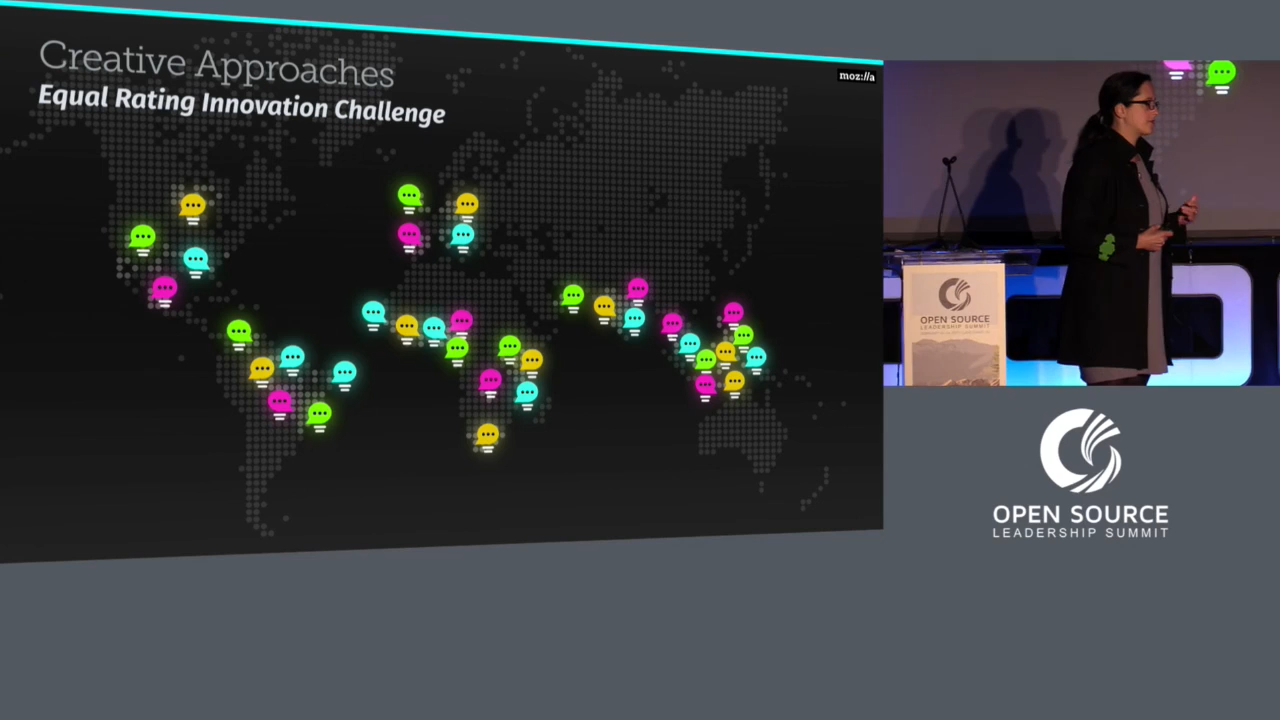 Creative Approaches
Equal Rating Innovation Challenge
moz://a
OPEN SOURCE
LEADERSHIP SUMMIT
OPEN SOURCE
LEADERSHIP SUMMIT